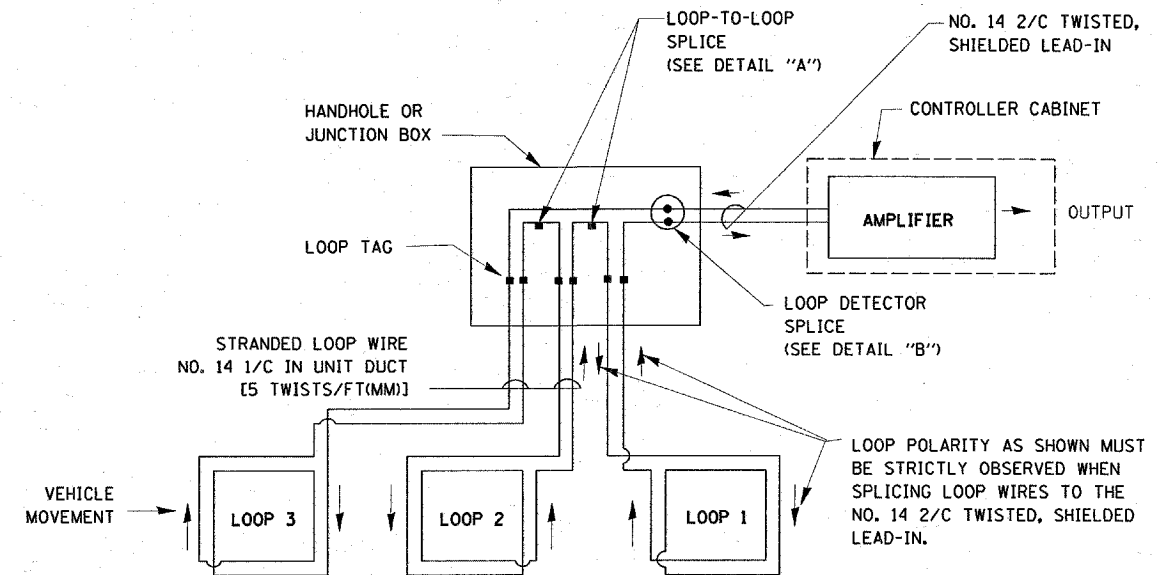 LOOP-TO-LOOP
SPLICE
(SEE DETAIL "A")
NO. 14 2/C TWISTED,
SHIELDED LEAD-IN
HANDHOLE OR
JUNCTION BOX
CONTROLLER CABINET
AMPLIFIER
OUTPUT
LOOP TAG
LOOP DETECTOR
SPLICE
(SEE DETAIL "B")
STRANDED LOOP WIRE
NO. 14 1/C IN UNIT DUCT
[5 TWISTS/FT(MM)]
LOOP POLARITY AS SHOWN MUST
BE STRICTLY OBSERVED WHEN
SPLICING LOOP WIRES TO THE
NO. 14 2/C TWISTED, SHIELDED
LEAD-IN.
VEHICLE
MOVEMENT
LOOP 3
LOOP 2
LOOP 1